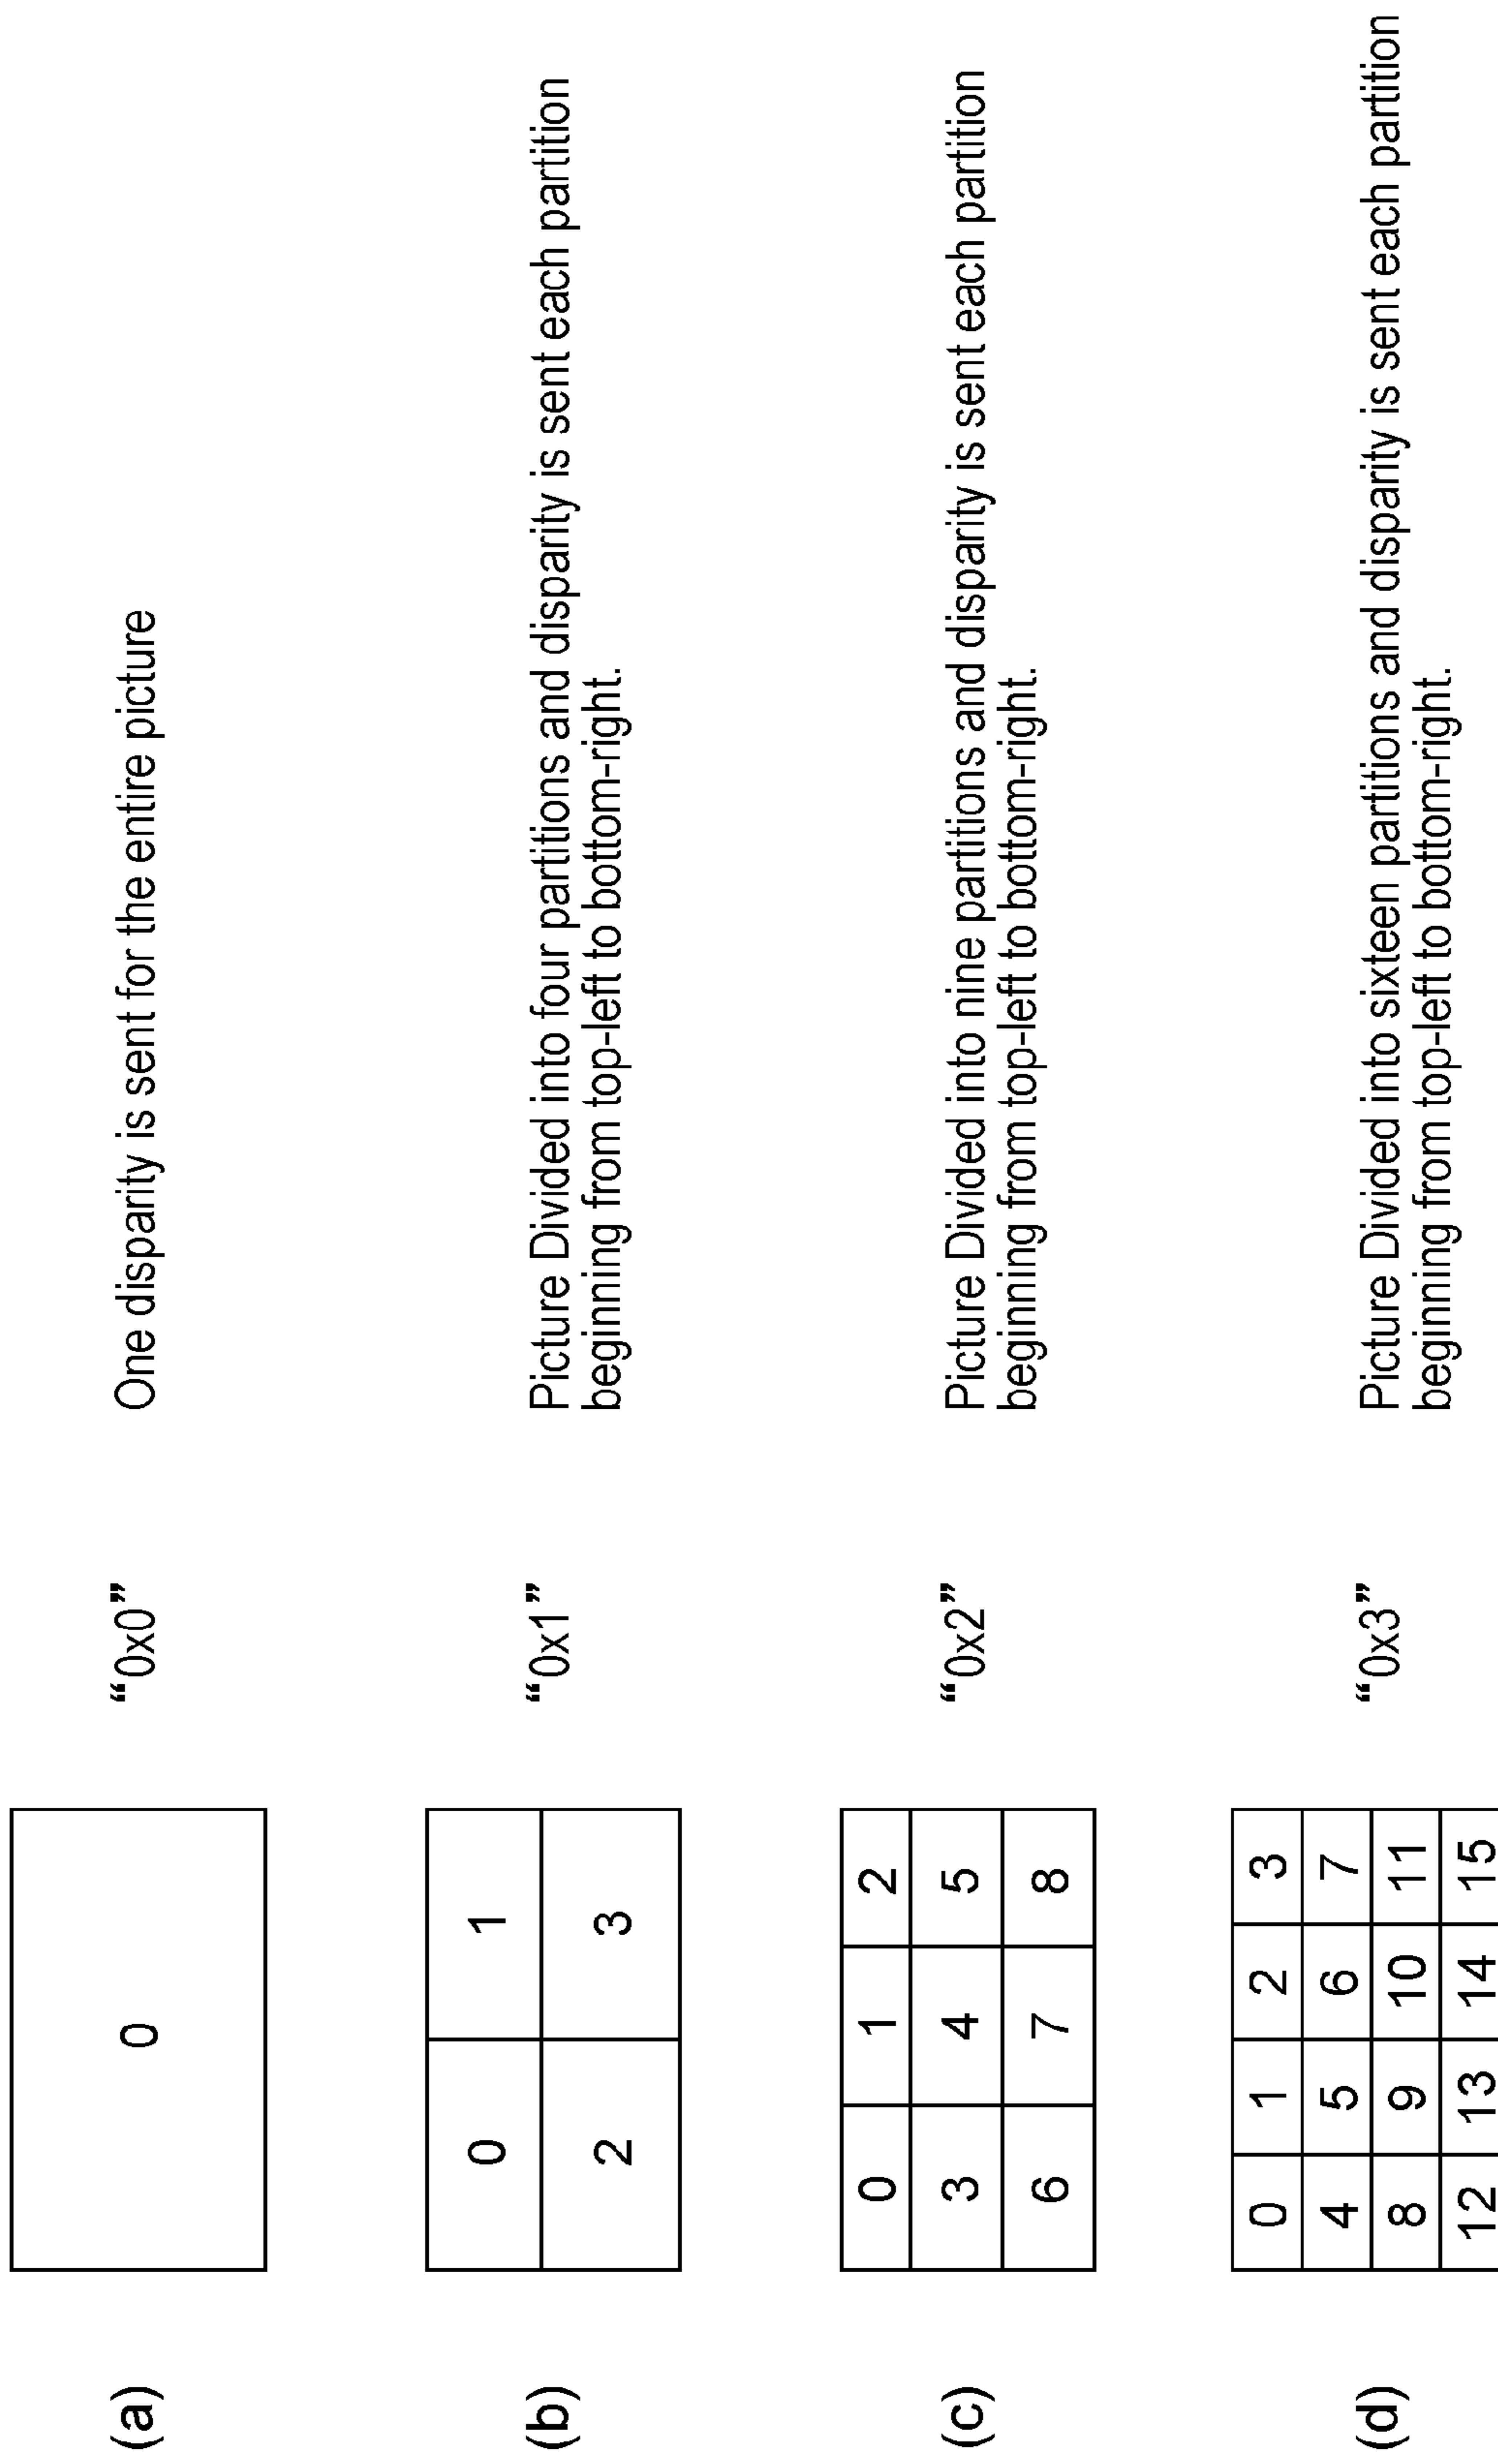 (a)
0
“0x0”
One disparity is sent for the entire picture
(b)
0 1
2 3
“0x1”
Picture Divided into four partitions and disparity is sent each partition
beginning from top-left to bottom-right.
(c)
0 1 2
3 4 5
6 7 8
“0x2”
Picture Divided into nine partitions and disparity is sent each partition
beginning from top-left to bottom-right.
(d)
0 1 2 3
4 5 6 7
8 9 10 11
12 13 14 15
“0x3”
Picture Divided into sixteen partitions and disparity is sent each partition
beginning from top-left to bottom-right.